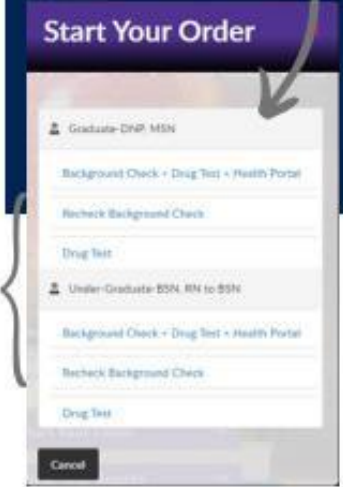 Start Your Order
Graduate-DNP, MSN
Background Check + Drug Test + Health Portal
Recheck Background Check
Drug Test
Under-Graduate-BSN, RN to BSN
Background Check + Drug Test + Health Portal
Recheck Background Check
Drug Test
Cancel